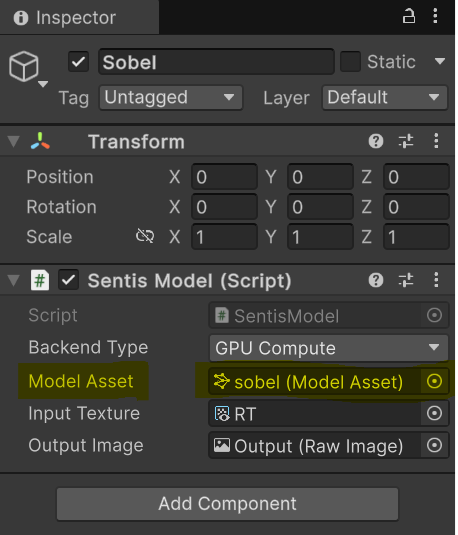 Inspector
Sobel Static
Tag Untagged Layer Default
Transform
Position X 0 Y 0 Z 0
Rotation X 0 Y 0 Z 0
Scale X 1 Y 1 Z 1
# Sentis Model (Script)
Script # SentisModel
Backend Type GPU Compute
Model Asset sobel (Model Asset)
Input Texture RT
Output Image Output (Raw Image)
Add Component